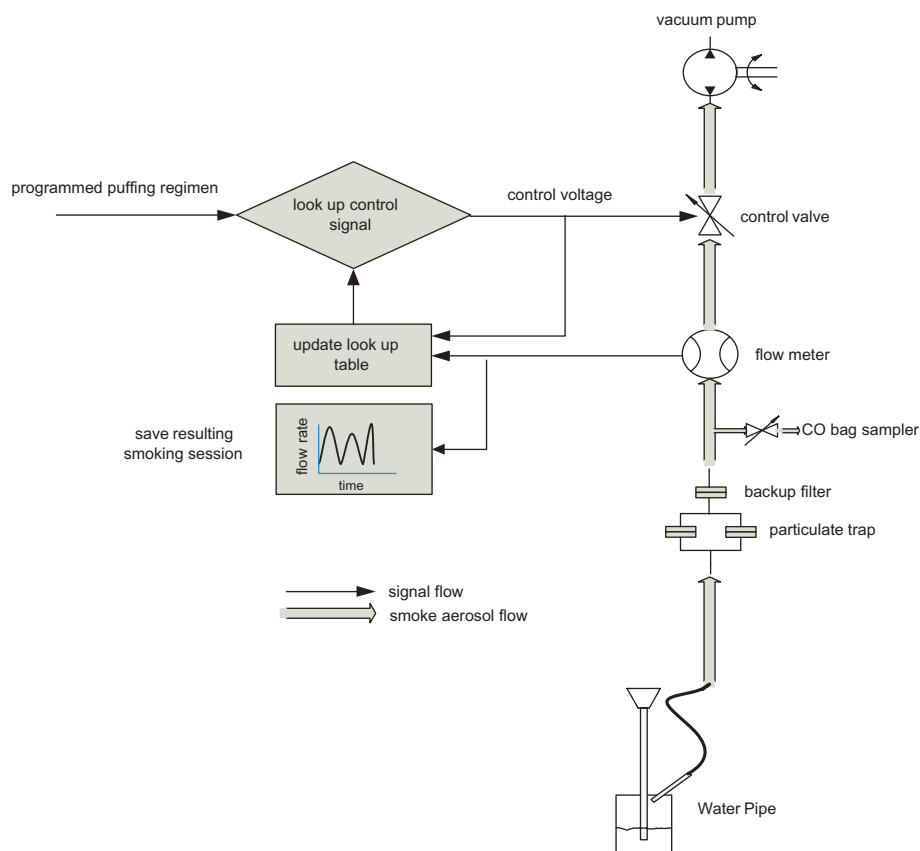 vacuum pump
programmed puffing regimen
look up control
signal
control voltage
control valve
update look up
table
flow meter
save resulting
smoking session
flow rate
time
CO bag sampler
backup filter
particulate trap
signal flow
smoke aerosol flow
Water Pipe